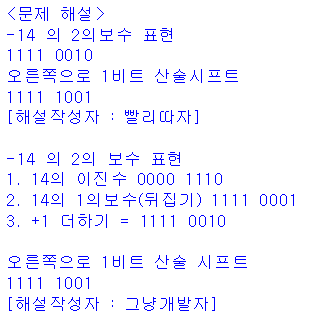 <문제 해설>
-14 의 2의보수 표현
1111 0010
오른쪽으로 1비트 산술시프트
1111 1001
[해설작성자 : 빨리따자]
-14 의 2의 보수 표현
1. 14의 이진수 0000 1110
2. 14의 1의보수(뒤집기) 1111 0001
3. +1 더하기 = 1111 0010
오른쪽으로 1비트 산술 시프트
1111 1001
[해설작성자 : 그냥개발자]